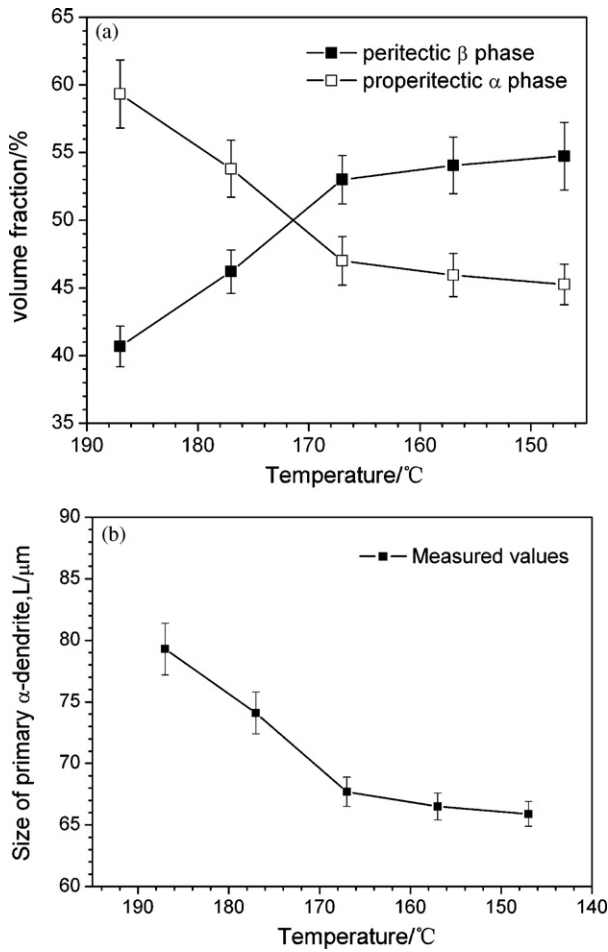 (a)
65
60
55
50
45
40
35
volume fraction/%
peritectic β phase
properitectic α phase
190 180 170 160 150
Temperature/℃
(b)
90
85
80
75
70
65
60
Size of primary α-dendrite,L/μm
Measured values
190 180 170 160 150 140
Temperature/℃